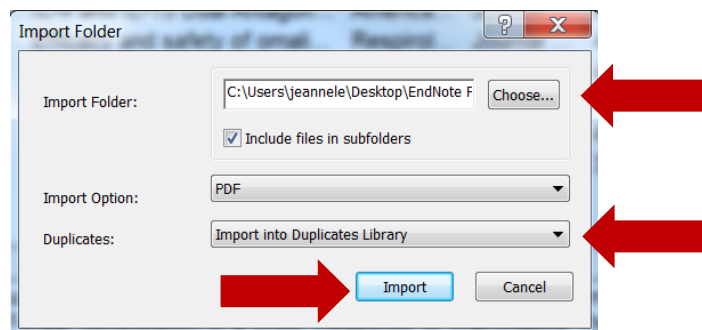 Import Folder
Import Folder:
C:\Users\jeannele\Desktop\EndNote F
Choose...
Include files in subfolders
Import Option:
PDF
Duplicates:
Import into Duplicates Library
Import
Cancel